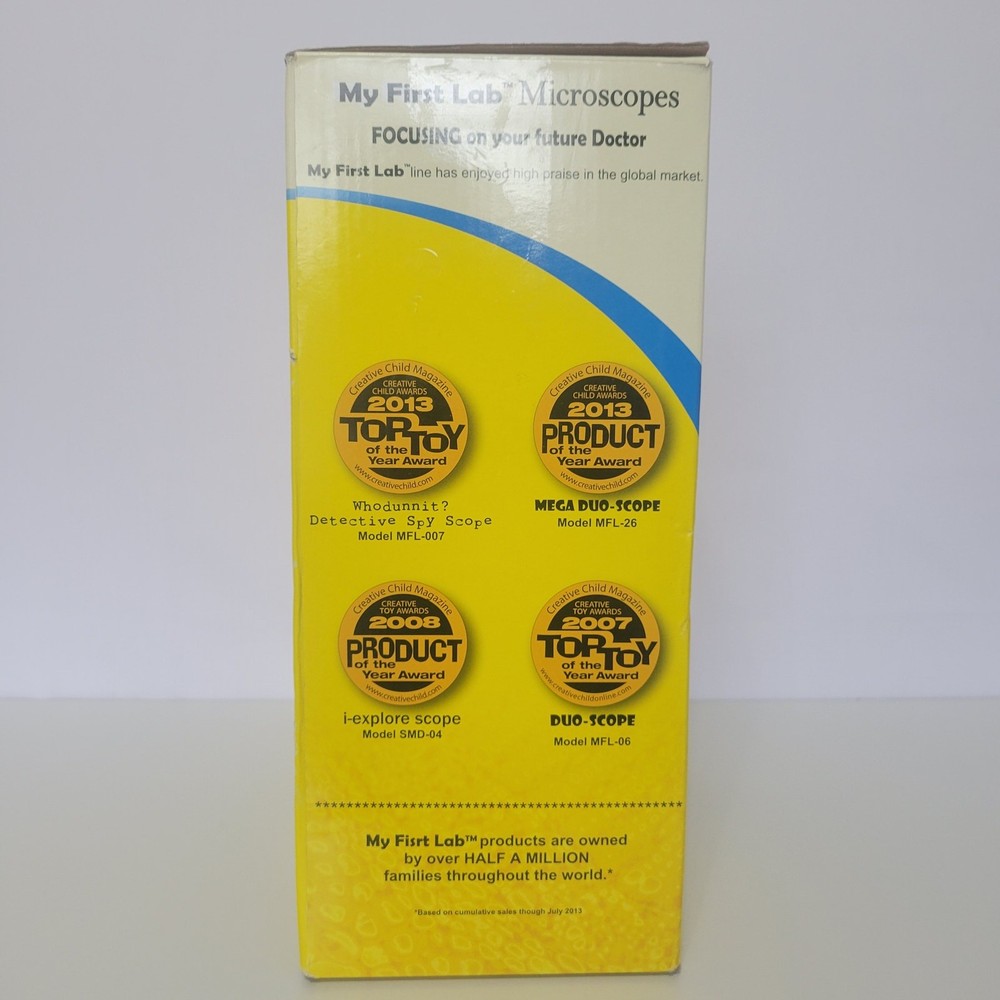 My First Lab™ Microscopes
FOCUSING on your future Doctor
My First Lab™ line has enjoyed high praise in the global market.
Creative Child Magazine
CREATIVE
CHILD AWARDS
2013
TOP TOY
of the
Year Award
www.creativechild.com
Whodunnit?
Detective Spy Scope
Model MFL-007
Creative Child Magazine
CREATIVE
CHILD AWARDS
2013
PRODUCT
of the
Year Award
www.creativechild.com
MEGA DUO-SCOPE
Model MFL-26
Creative Child Magazine
CREATIVE
TOY AWARDS
2008
PRODUCT
of the
Year Award
www.creativechild.com
i-explore scope
Model SMD-04
Creative Child Magazine
CREATIVE
TOY AWARDS
2007
TOP TOY
of the
Year Award
www.creativechildonline.com
DUO-SCOPE
Model MFL-06
My Fisrt Lab™ products are owned
by over HALF A MILLION
families throughout the world.*
*Based on cumulative sales though July 2013